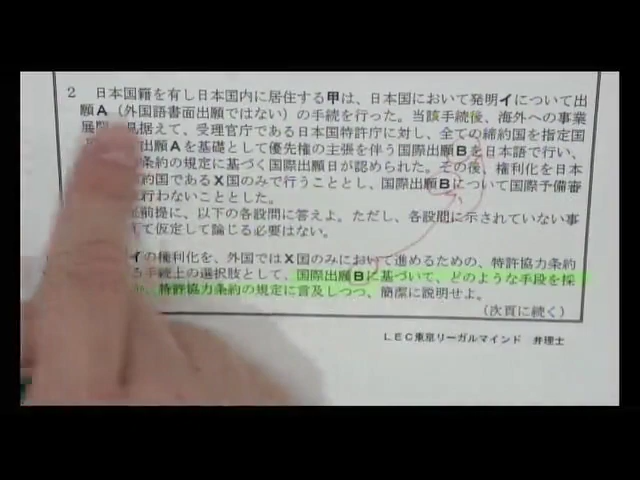 2 日本国籍を有し日本国内に居住する甲は、日本国において発明イについて出
願A（外国語書面出願ではない）の手続を行った。当該手続後、海外への事業
見据えて、受理官庁である日本国特許庁に対し、全ての締約国を指定国
出願Aを基礎として優先権の主張を伴う国際出願Bを日本語で行い、
条約の規定に基づく国際出願日が認められた。その後、権利化を日本
約国であるX国のみで行うこととし、国際出願Bについて国際予備審
行わないこととした。
前提に、以下の各設問に答えよ。ただし、各設問に示されていない事
て仮定して論じる必要はない。
イの権利化を、外国ではX国のみにおいて進めるための、特許協力条約
る手続上の選択肢として、国際出願Bに基づいて、どのような手段を採
、特許協力条約の規定に言及しつつ、簡潔に説明せよ。
（次頁に続く）
LEC東京リーガルマインド 弁理士